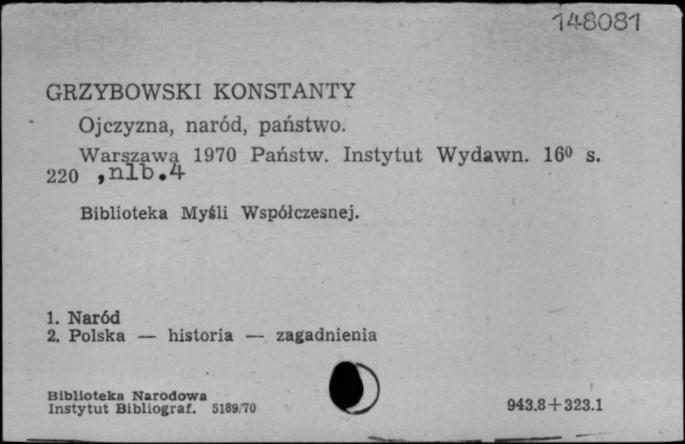 148081
GRZYBOWSKI KONSTANTY
Ojczyzna, naród, państwo.
Warszawa 1970 Państw. Instytut Wydawn. 16⁰ s.
220 ,nlb.4
Biblioteka Myśli Współczesnej.
1. Naród
2. Polska — historia — zagadnienia
Biblioteka Narodowa
Instytut Bibliograf. 5189/70
943.8+323.1